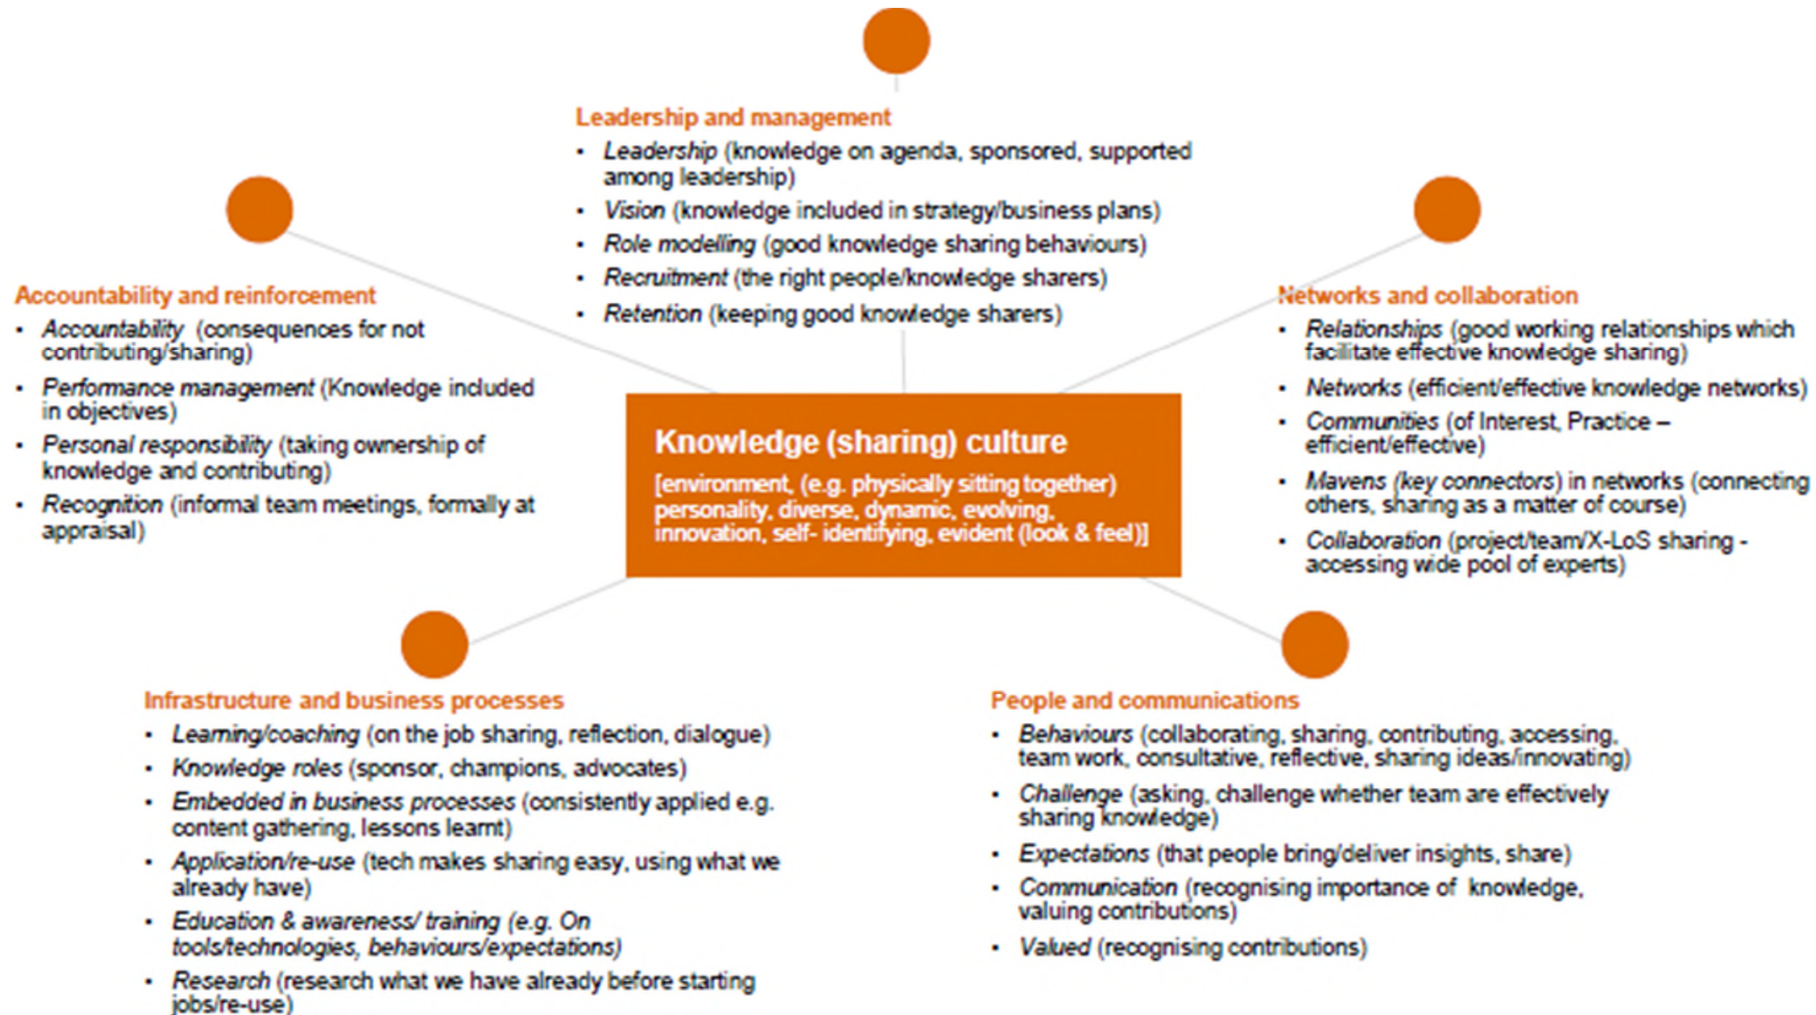 Leadership and management
• Leadership (knowledge on agenda, sponsored, supported
among leadership)
• Vision (knowledge included in strategy/business plans)
• Role modelling (good knowledge sharing behaviours)
• Recruitment (the right people/knowledge sharers)
• Retention (keeping good knowledge sharers)
Accountability and reinforcement
• Accountability (consequences for not
contributing/sharing)
• Performance management (Knowledge included
in objectives)
• Personal responsibility (taking ownership of
knowledge and contributing)
• Recognition (informal team meetings, formally at
appraisal)
Knowledge (sharing) culture
[environment, (e.g. physically sitting together)
personality, diverse, dynamic, evolving,
innovation, self- identifying, evident (look & feel)]
Networks and collaboration
• Relationships (good working relationships which
facilitate effective knowledge sharing)
• Networks (efficient/effective knowledge networks)
• Communities (of Interest, Practice –
efficient/effective)
• Mavens (key connectors) in networks (connecting
others, sharing as a matter of course)
• Collaboration (project/team/X-LoS sharing -
accessing wide pool of experts)
Infrastructure and business processes
• Learning/coaching (on the job sharing, reflection, dialogue)
• Knowledge roles (sponsor, champions, advocates)
• Embedded in business processes (consistently applied e.g.
content gathering, lessons learnt)
• Application/re-use (tech makes sharing easy, using what we
already have)
• Education & awareness/ training (e.g. On
tools/technologies, behaviours/expectations)
• Research (research what we have already before starting
jobs/re-use)
People and communications
• Behaviours (collaborating, sharing, contributing, accessing,
team work, consultative, reflective, sharing ideas/innovating)
• Challenge (asking, challenge whether team are effectively
sharing knowledge)
• Expectations (that people bring/deliver insights, share)
• Communication (recognising importance of knowledge,
valuing contributions)
• Valued (recognising contributions)